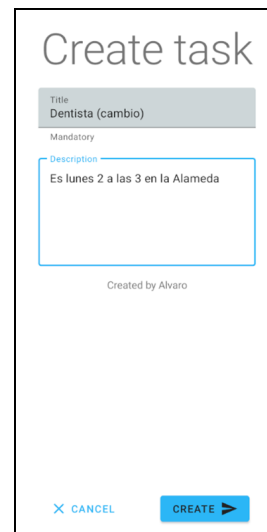 Create task
Title
Dentista (cambio)
Mandatory
Description
Es lunes 2 a las 3 en la Alameda
Created by Alvaro
CANCEL
CREATE